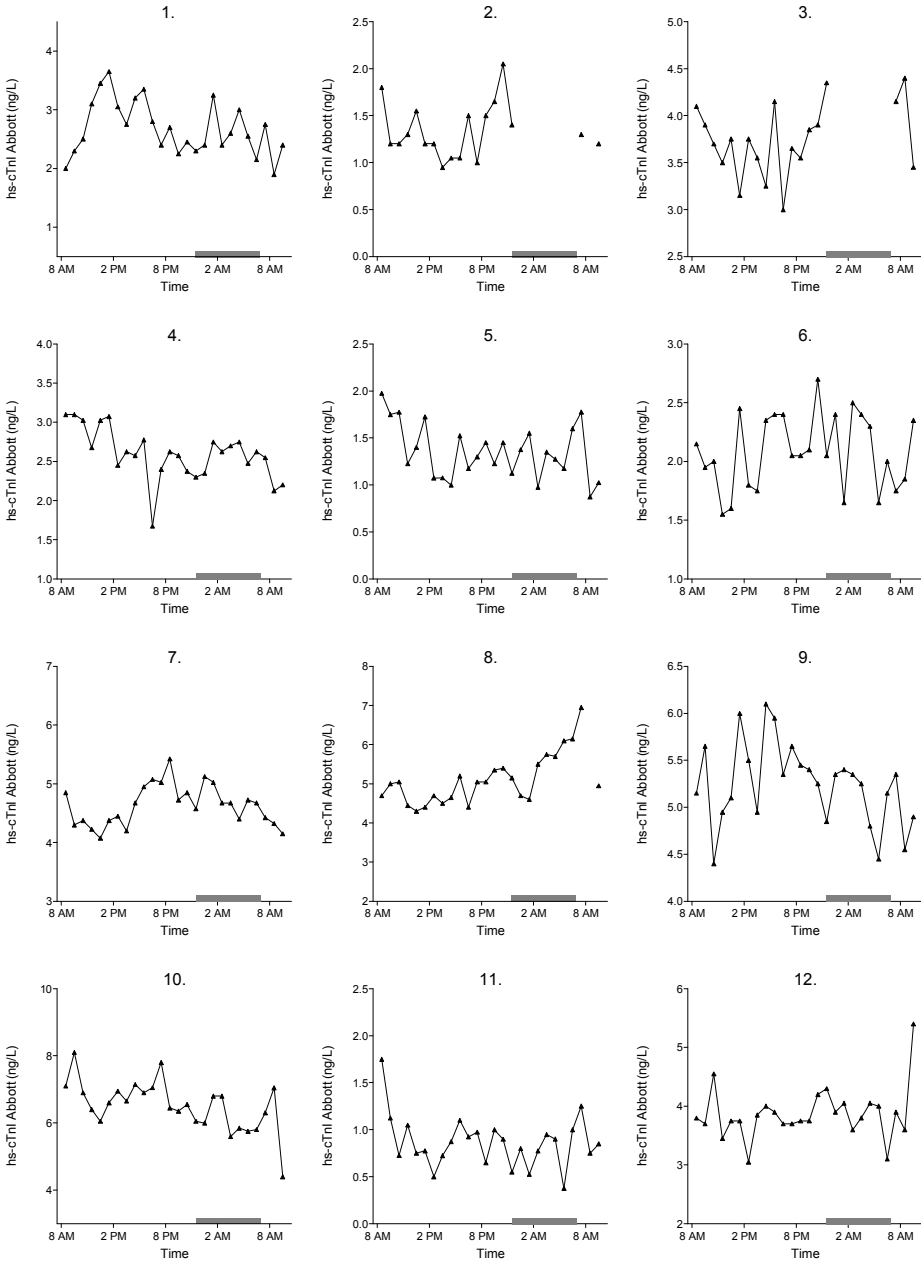 1.
hs-cTnI Abbott (ng/L)
4
3
2
1
8 AM 2 PM 8 PM 2 AM 8 AM
Time
2.
hs-cTnI Abbott (ng/L)
2.5
2.0
1.5
1.0
0.5
0.0
8 AM 2 PM 8 PM 2 AM 8 AM
Time
3.
hs-cTnI Abbott (ng/L)
5.0
4.5
4.0
3.5
3.0
2.5
8 AM 2 PM 8 PM 2 AM 8 AM
Time
4.
hs-cTnI Abbott (ng/L)
4.0
3.5
3.0
2.5
2.0
1.5
1.0
8 AM 2 PM 8 PM 2 AM 8 AM
Time
5.
hs-cTnI Abbott (ng/L)
2.5
2.0
1.5
1.0
0.5
0.0
8 AM 2 PM 8 PM 2 AM 8 AM
Time
6.
hs-cTnI Abbott (ng/L)
3.0
2.5
2.0
1.5
1.0
8 AM 2 PM 8 PM 2 AM 8 AM
Time
7.
hs-cTnI Abbott (ng/L)
7
6
5
4
3
8 AM 2 PM 8 PM 2 AM 8 AM
Time
8.
hs-cTnI Abbott (ng/L)
8
7
6
5
4
3
2
8 AM 2 PM 8 PM 2 AM 8 AM
Time
9.
hs-cTnI Abbott (ng/L)
6.5
6.0
5.5
5.0
4.5
4.0
8 AM 2 PM 8 PM 2 AM 8 AM
Time
10.
hs-cTnI Abbott (ng/L)
10
8
6
4
8 AM 2 PM 8 PM 2 AM 8 AM
Time
11.
hs-cTnI Abbott (ng/L)
2.5
2.0
1.5
1.0
0.5
0.0
8 AM 2 PM 8 PM 2 AM 8 AM
Time
12.
hs-cTnI Abbott (ng/L)
6
5
4
3
2
8 AM 2 PM 8 PM 2 AM 8 AM
Time